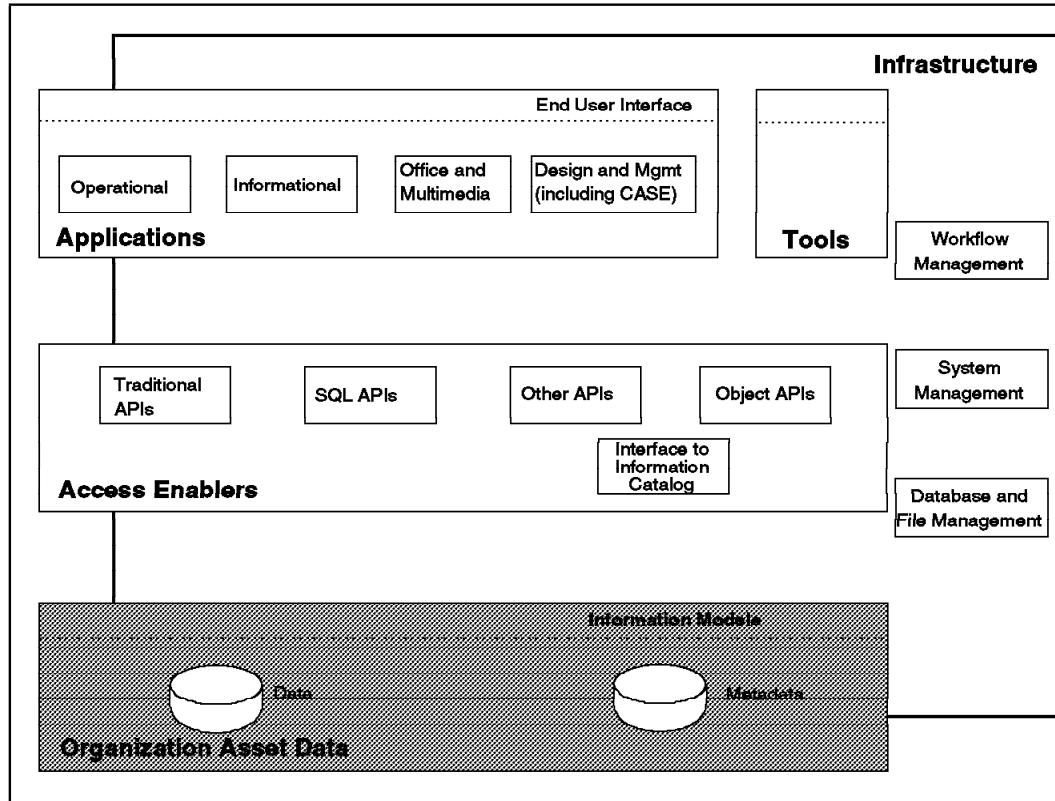 Infrastructure
End User Interface
Operational
Informational
Office and
Multimedia
Design and Mgmt
(including CASE)
Applications
Tools
Workflow
Management
Traditional
APIs
SQL APIs
Other APIs
Object APIs
Interface to
Information
Catalog
Access Enablers
System
Management
Database and
File Management
Information Models
Data
Metadata
Organization Asset Data